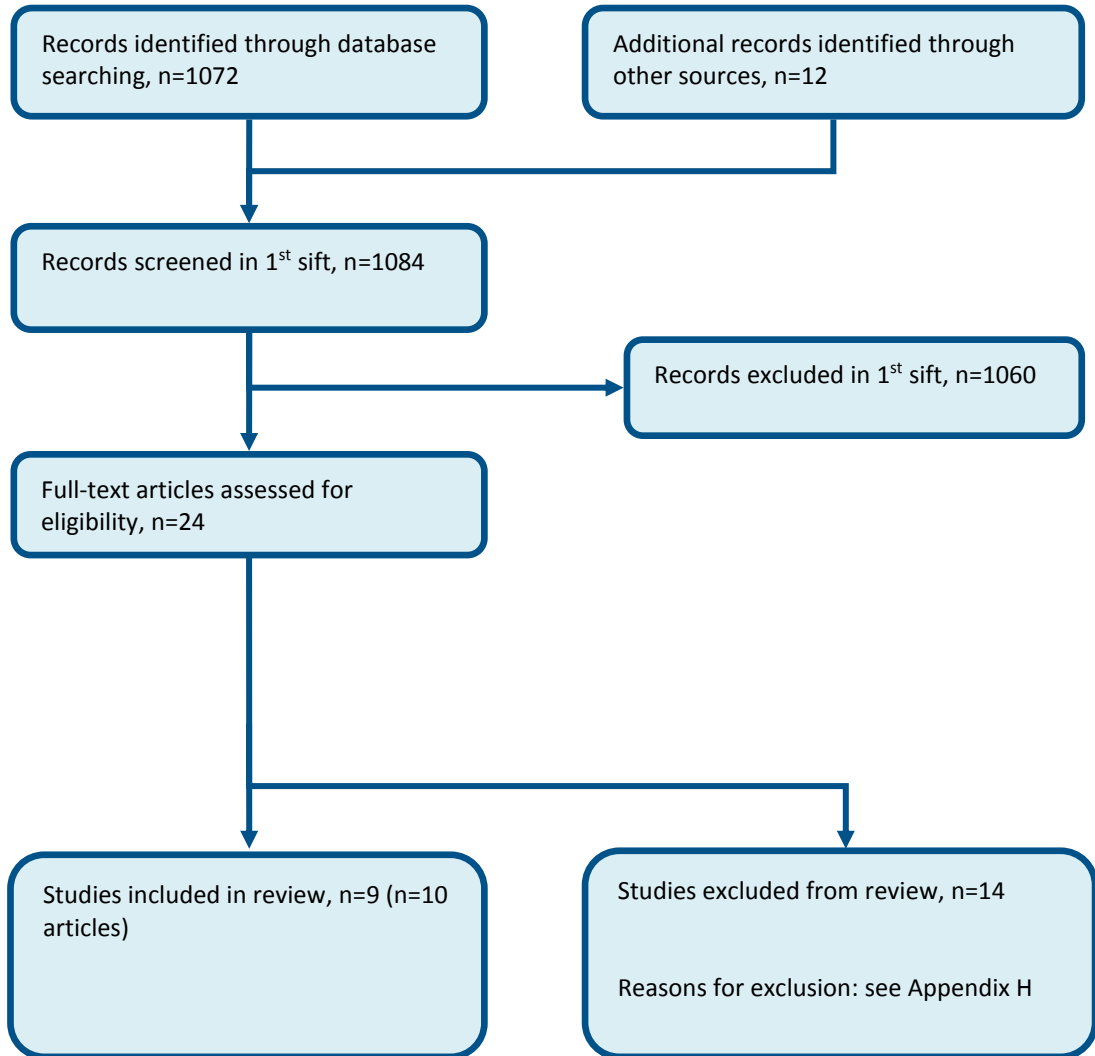 Records identified through database
searching, n=1072
Additional records identified through
other sources, n=12
Records screened in 1st sift, n=1084
Records excluded in 1st sift, n=1060
Full-text articles assessed for
eligibility, n=24
Studies included in review, n=9 (n=10
articles)
Studies excluded from review, n=14
Reasons for exclusion: see Appendix H